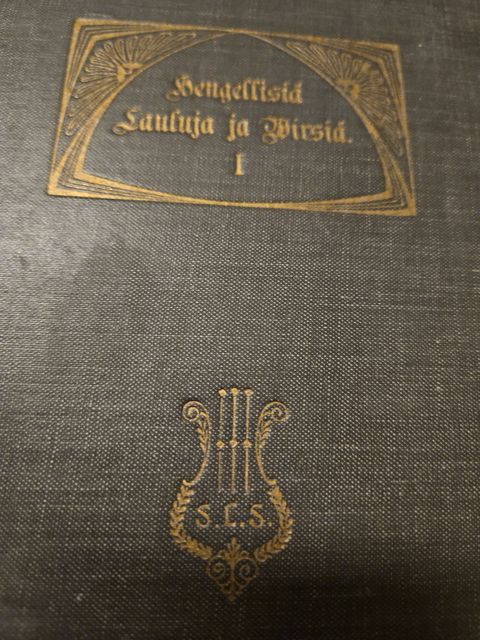 Hengellisiä
Lauluja ja Wirsiä.
I
S.L.S.